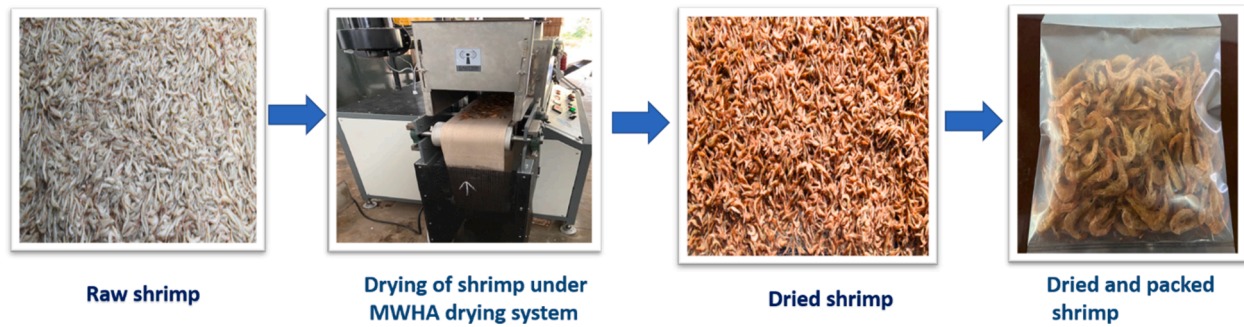 Raw shrimp
Drying of shrimp under
MWHA drying system
Dried shrimp
Dried and packed
shrimp